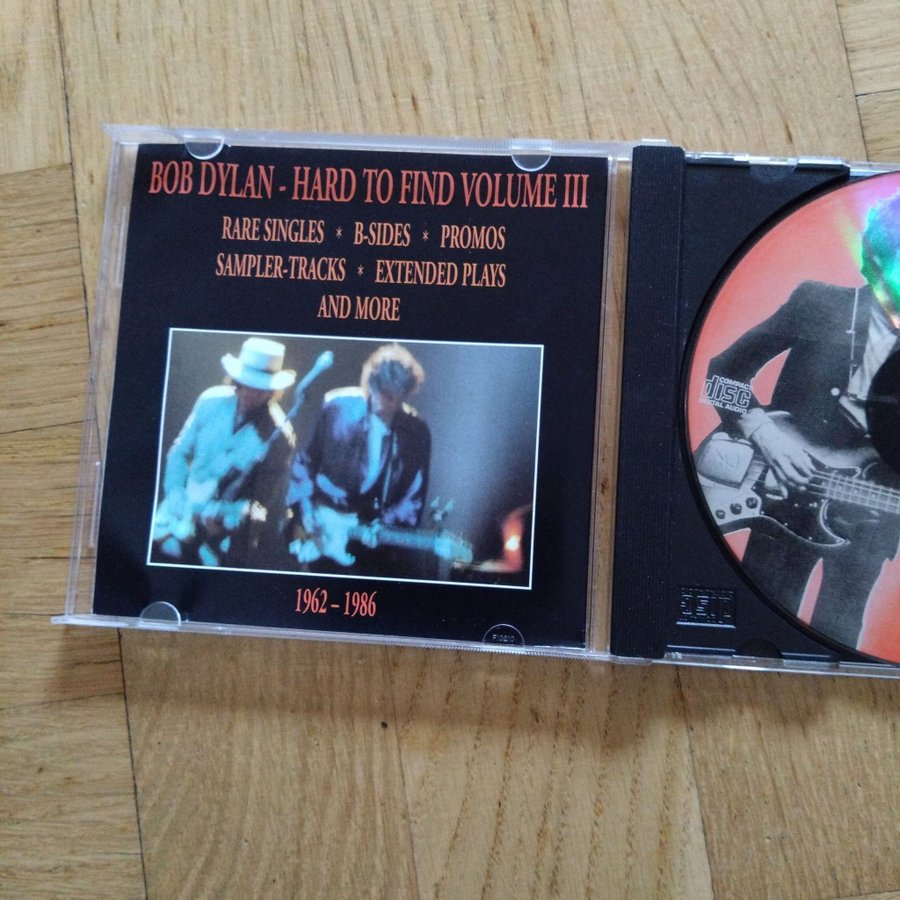 BOB DYLAN - HARD TO FIND VOLUME III
RARE SINGLES * B-SIDES * PROMOS
SAMPLER-TRACKS * EXTENDED PLAYS
AND MORE
1962 - 1986
COMPACT
disc
DIGITAL AUDIO